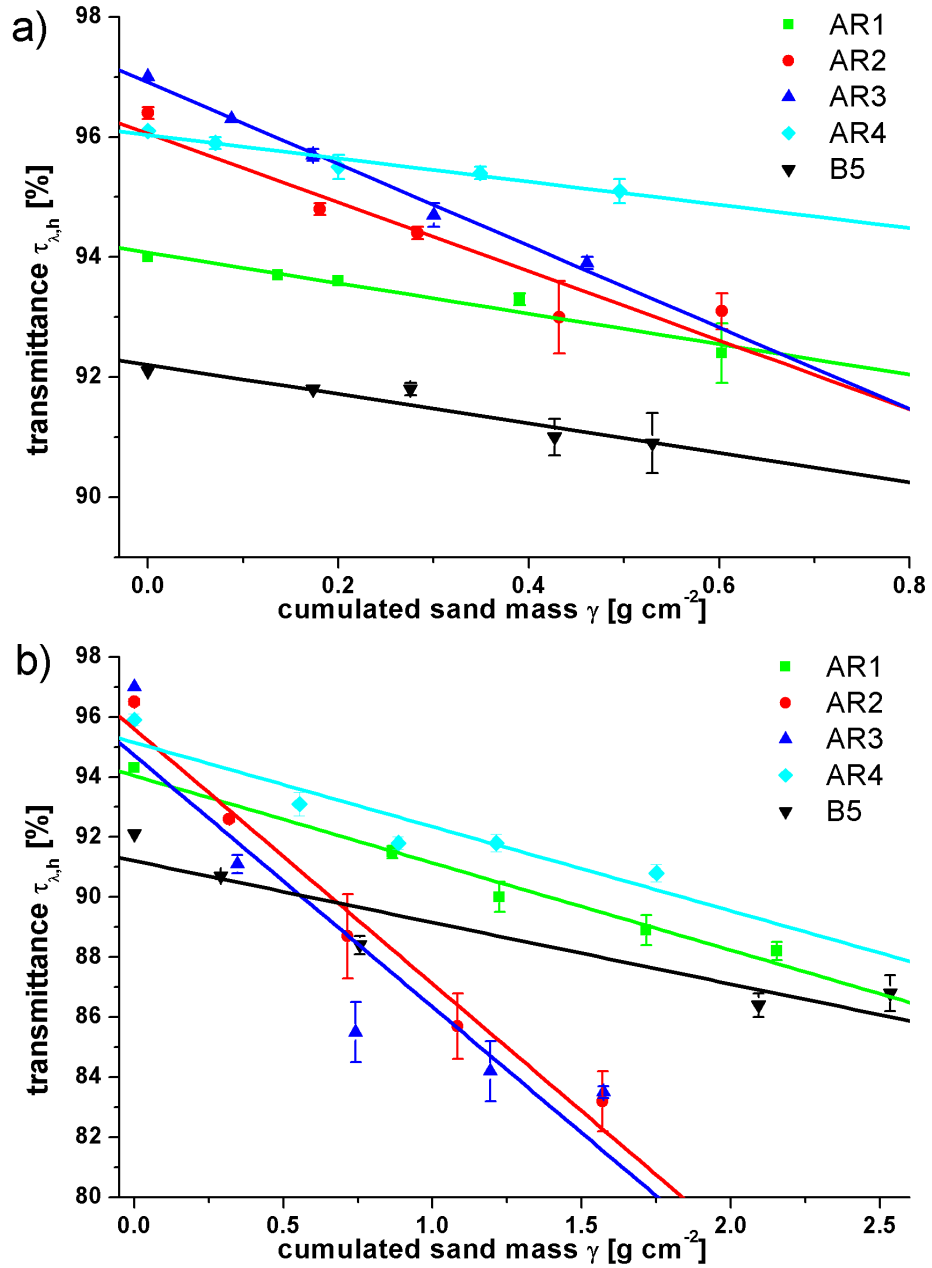 a)
98
96
94
92
90
transmittance τλ,h [%]
AR1
AR2
AR3
AR4
B5
0.0
0.2
0.4
0.6
0.8
cumulated sand mass γ [g cm-2]
b)
98
96
94
92
90
88
86
84
82
80
transmittance τλ,h [%]
AR1
AR2
AR3
AR4
B5
0.0
0.5
1.0
1.5
2.0
2.5
cumulated sand mass γ [g cm-2]